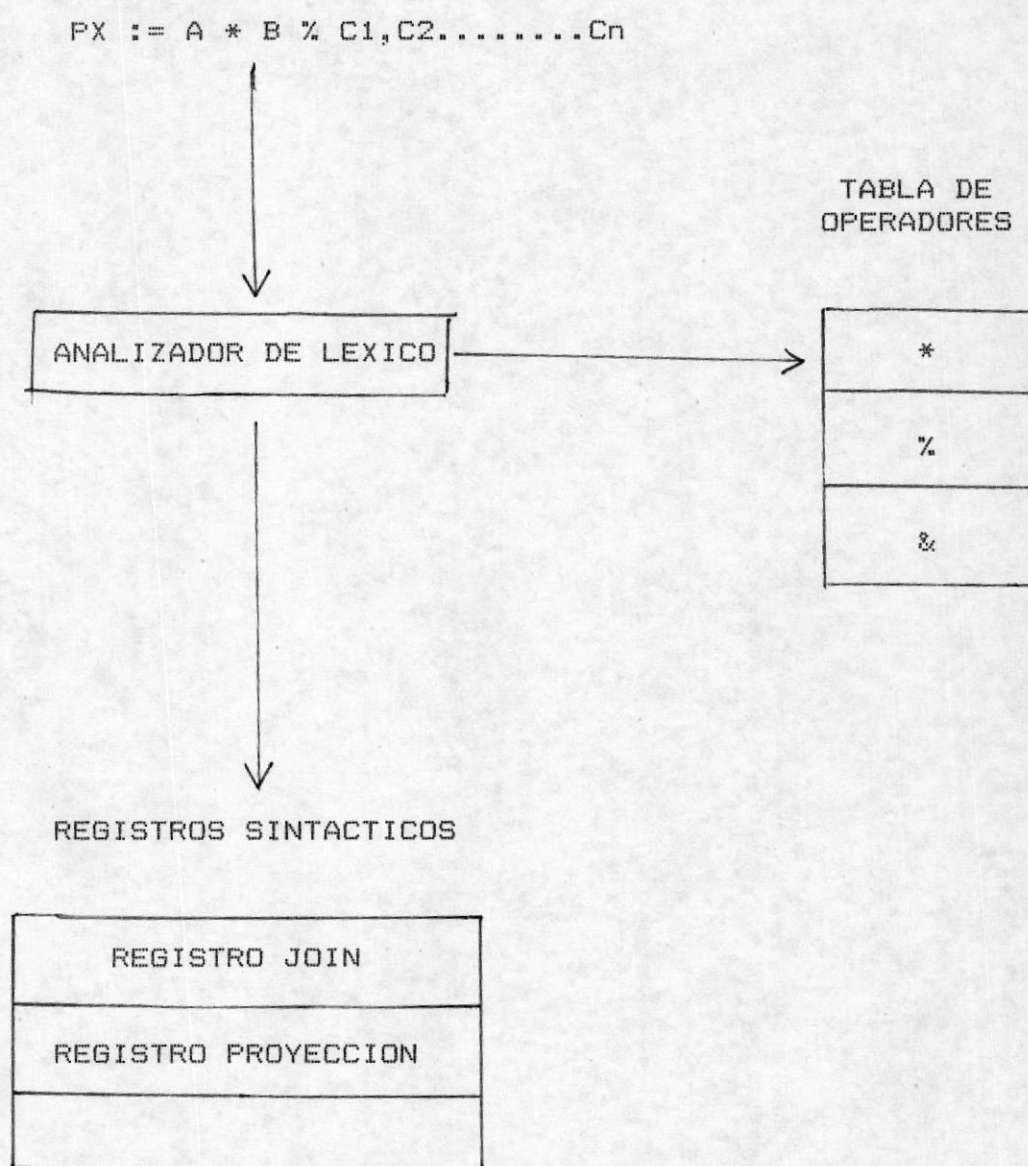 PX := A * B % C1,C2........Cn
TABLA DE
OPERADORES
ANALIZADOR DE LEXICO
*
%
&
REGISTROS SINTACTICOS
REGISTRO JOIN
REGISTRO PROYECCION